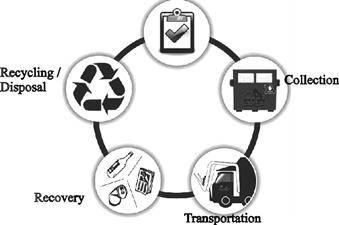 Recycling /
Disposal
Collection
Recovery
Transportation